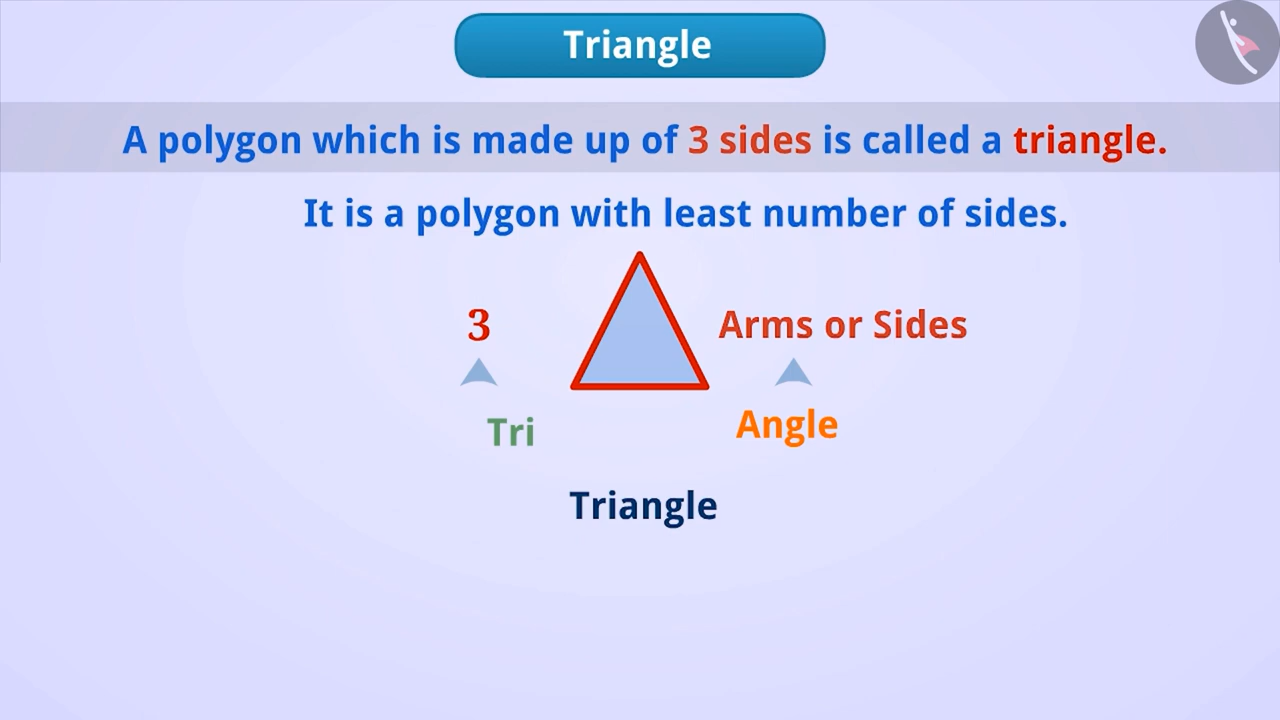 Triangle
A polygon which is made up of 3 sides is called a triangle.
It is a polygon with least number of sides.
3 Arms or Sides
Tri Angle
Triangle